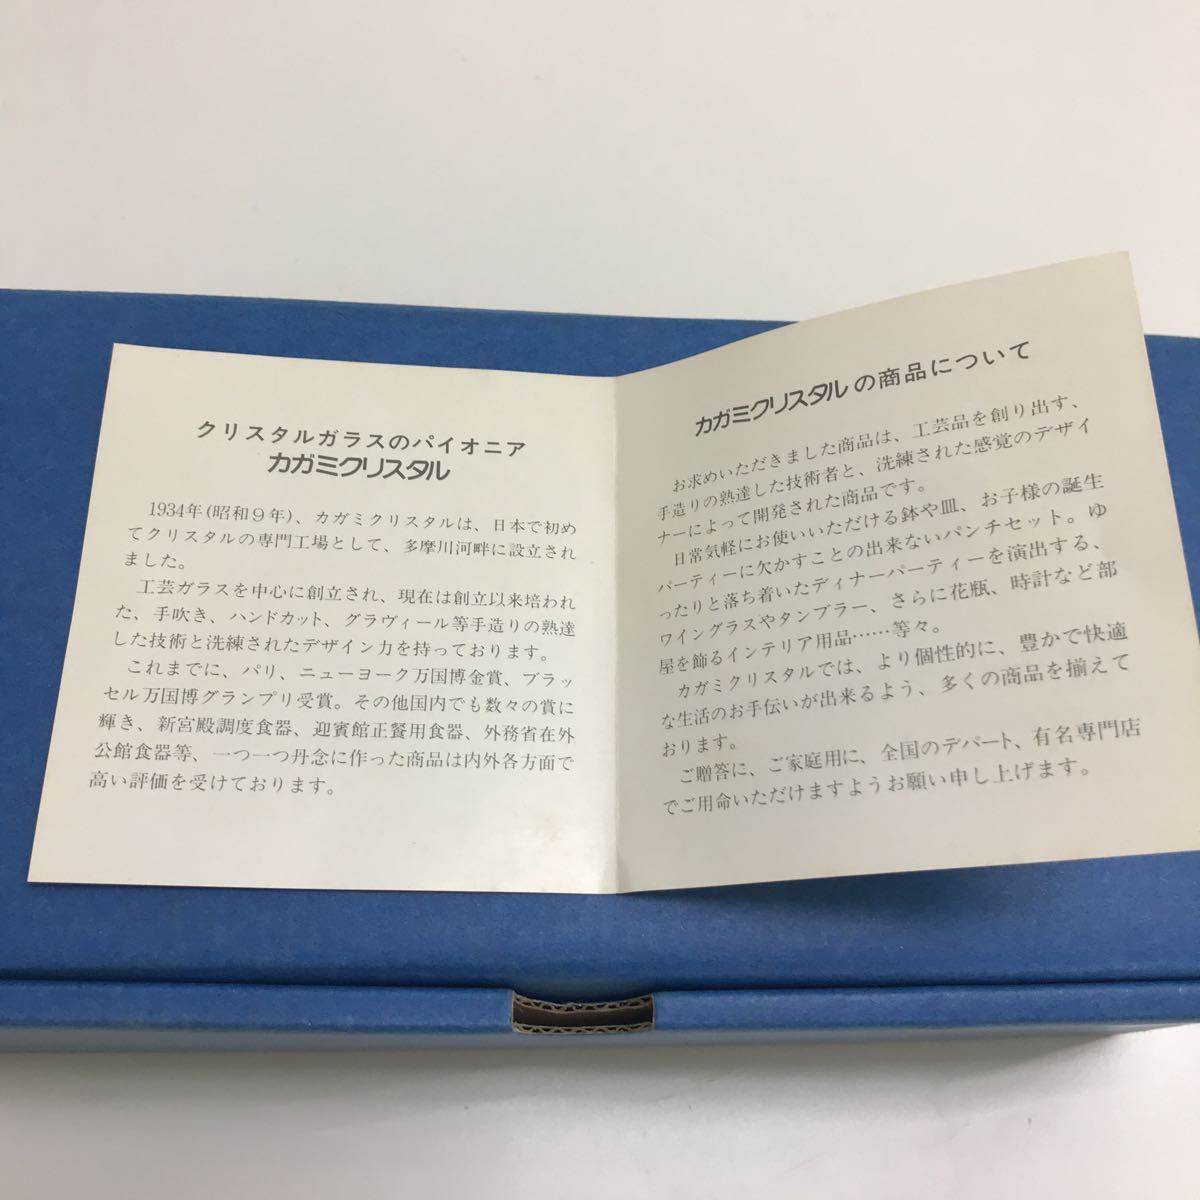 クリスタルガラスのパイオニア
カガミクリスタル
1934年(昭和9年)、カガミクリスタルは、日本で初め
てクリスタルの専門工場として、多摩川河畔に設立され
ました。
工芸ガラスを中心に創立され、現在は創立以来培われ
た、手吹き、ハンドカット、グラヴィール等手造りの熟達
した技術と洗練されたデザイン力を持っております。
これまでに、パリ、ニューヨーク万国博金賞、ブラッ
セル万国博グランプリ受賞。その他国内でも数々の賞に
輝き、新宮殿調度食器、迎賓館正餐用食器、外務省在外
公館食器等、一つ一つ丹念に作った商品は内外各方面で
高い評価を受けております。
カガミクリスタルの商品について
お求めいただきました商品は、工芸品を創り出す、
手造りの熟達した技術者と、洗練された感覚のデザイ
ナーによって開発された商品です。
日常気軽にお使いいただける鉢や皿、お子様の誕生
パーティーに欠かすことの出来ないパンチセット。ゆ
ったりと落ち着いたディナーパーティーを演出する、
ワイングラスやタンブラー、さらに花瓶、時計など部
屋を飾るインテリア用品……等々。
カガミクリスタルでは、より個性的に、豊かで快適
な生活のお手伝いが出来るよう、多くの商品を揃えて
おります。
ご贈答に、ご家庭用に、全国のデパート、有名専門店
でご用命いただけますようお願い申し上げます。